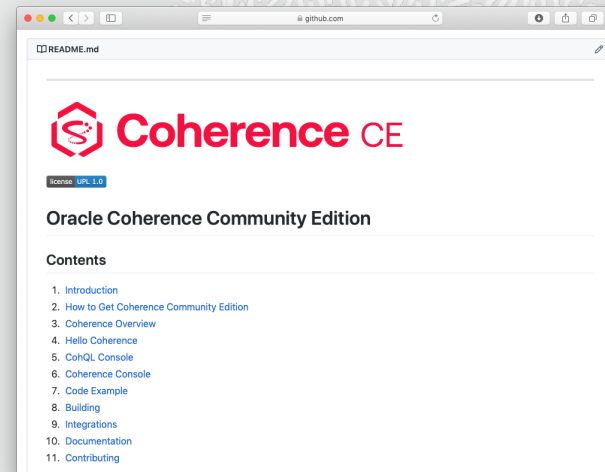 github.com
README.md
Coherence CE
license UPL 1.0
Oracle Coherence Community Edition
Contents
1. Introduction
2. How to Get Coherence Community Edition
3. Coherence Overview
4. Hello Coherence
5. CohQL Console
6. Coherence Console
7. Code Example
8. Building
9. Integrations
10. Documentation
11. Contributing